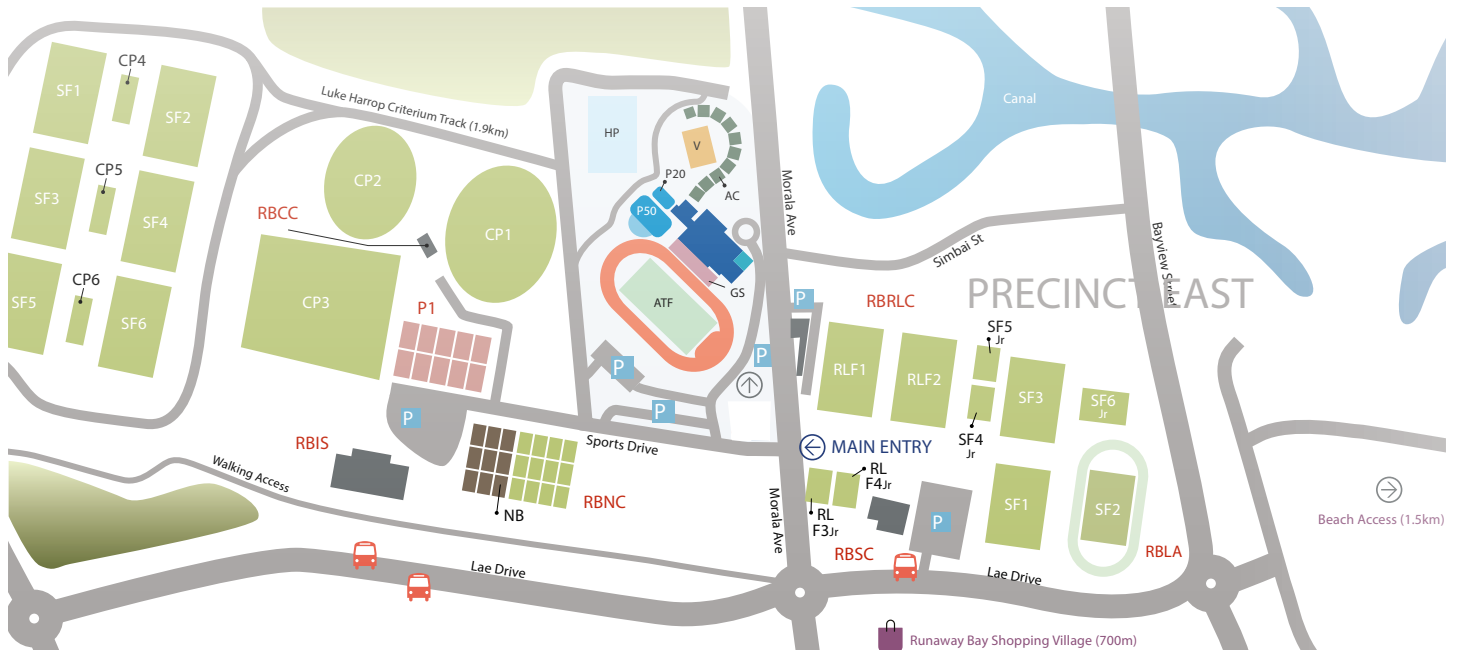 CP4
SF1
SF2
Luke Harrop Criterium Track (1.9km)
HP
V
P20
AC
P50
Canal
CP5
SF3
SF4
CP2
RBCC
CP1
Morala Ave
Simbai St
Bayview Street
PRECINCT EAST
CP6
SF5
SF6
CP3
P1
GS
ATF
P
RBRLC
SF5
Jr
RLF1
RLF2
SF3
SF6
Jr
SF4
Jr
P
P
P
P
Sports Drive
MAIN ENTRY
RBIS
Walking Access
RBNC
NB
RL
F4Jr
RL
F3Jr
Morala Ave
P
SF1
SF2
RBSC
RBLA
Beach Access (1.5km)
Lae Drive
Lae Drive
Runaway Bay Shopping Village (700m)